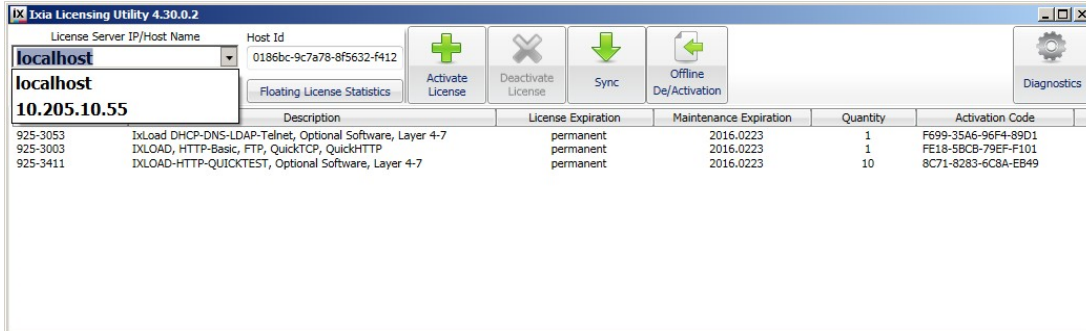 Ixia Licensing Utility 4.30.0.2
License Server IP/Host Name
Host Id
localhost
0186bc-9c7a78-8f5632-f412
localhost
10.205.10.55
Floating License Statistics
Activate License
Deactivate License
Sync
Offline De/Activation
Diagnostics
Description License Expiration Maintenance Expiration Quantity Activation Code
925-3053 IxLoad DHCP-DNS-LDAP-Telnet, Optional Software, Layer 4-7 permanent 2016.0223 1 F699-35A6-96F4-89D1
925-3003 IXLOAD, HTTP-Basic, FTP, QuickTCP, QuickHTTP permanent 2016.0223 1 FE18-5BCB-79EF-F101
925-3411 IXLOAD-HTTP-QUICKTEST, Optional Software, Layer 4-7 permanent 2016.0223 10 8C71-8283-6C8A-EB49